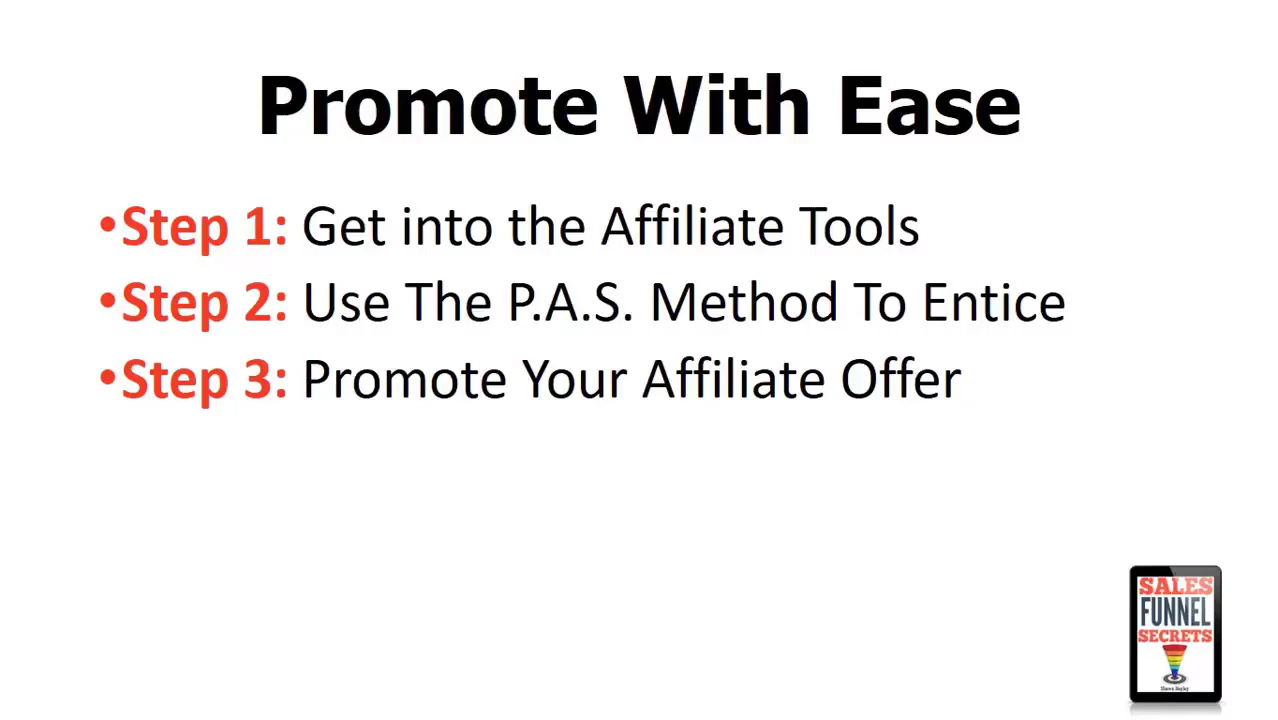 Promote With Ease
•Step 1: Get into the Affiliate Tools
•Step 2: Use The P.A.S. Method To Entice
•Step 3: Promote Your Affiliate Offer
SALES
FUNNEL
SECRETS